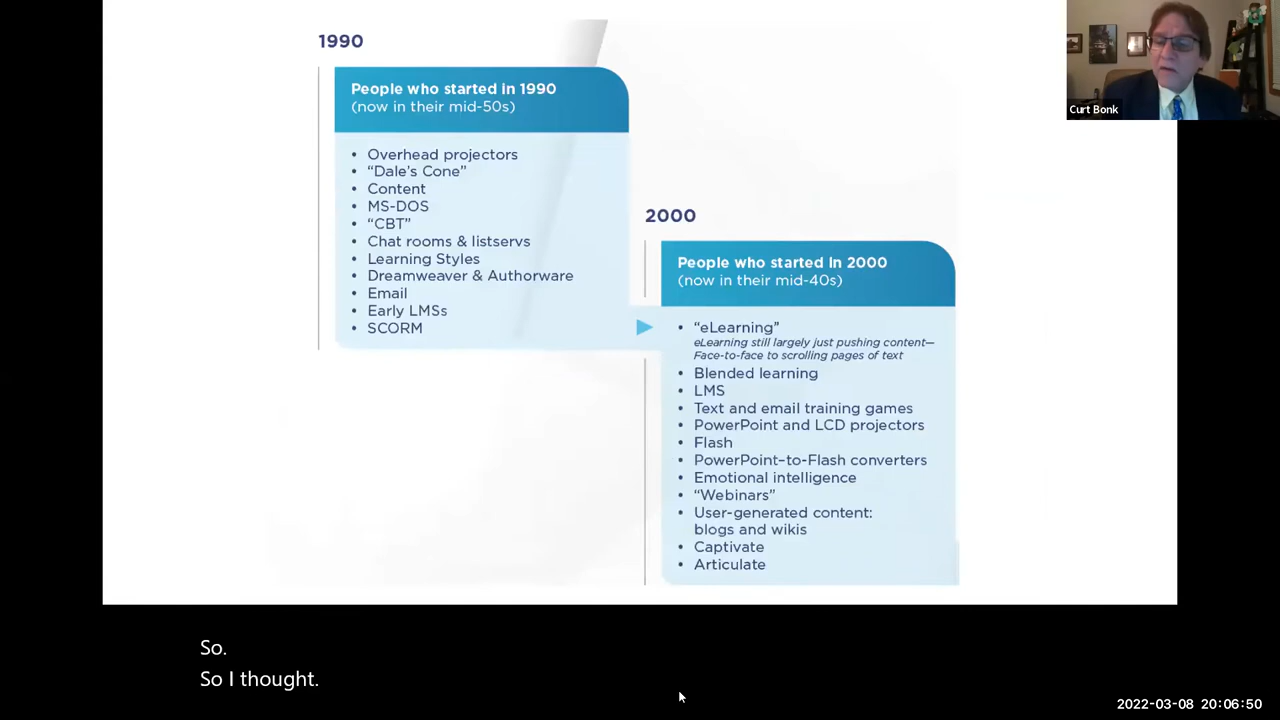 1990
People who started in 1990
(now in their mid-50s)
• Overhead projectors
• “Dale’s Cone”
• Content
• MS-DOS
• “CBT”
• Chat rooms & listservs
• Learning Styles
• Dreamweaver & Authorware
• Email
• Early LMSs
• SCORM
2000
People who started in 2000
(now in their mid-40s)
• “eLearning”
eLearning still largely just pushing content—
Face-to-face to scrolling pages of text
• Blended learning
• LMS
• Text and email training games
• PowerPoint and LCD projectors
• Flash
• PowerPoint–to-Flash converters
• Emotional intelligence
• “Webinars”
• User-generated content:
blogs and wikis
• Captivate
• Articulate
Curt Bonk
So.
So I thought.
2022-03-08 20:06:50